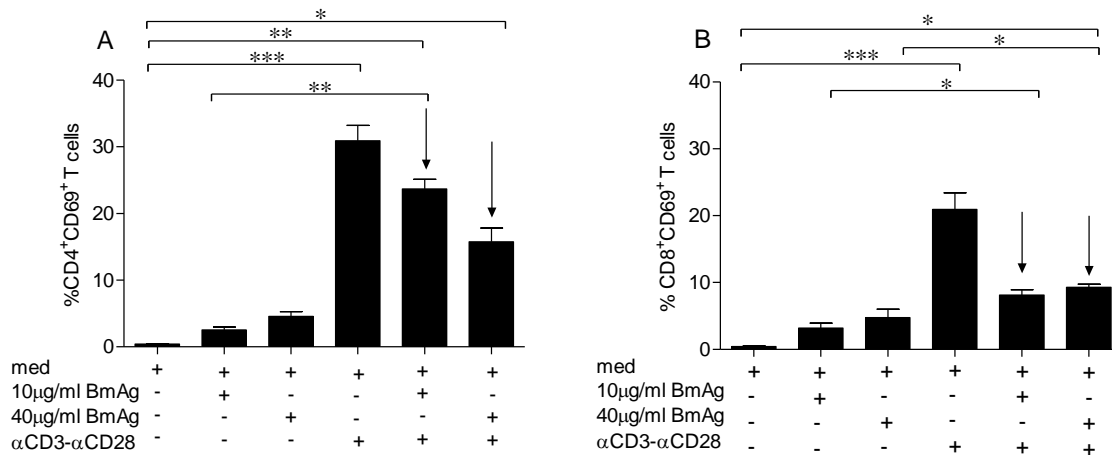 A
*
**
***
**
%CD4+CD69+ T cells
40
30
20
10
0
med + + + + + +
10µg/ml BmAg - + - - + -
40µg/ml BmAg - - + - - +
αCD3-αCD28 - - - + + +
B
*
*** *
*
% CD8+CD69+ T cells
40
30
20
10
0
med + + + + + +
10µg/ml BmAg - + - - + -
40µg/ml BmAg - - + - - +
αCD3-αCD28 - - - + + +